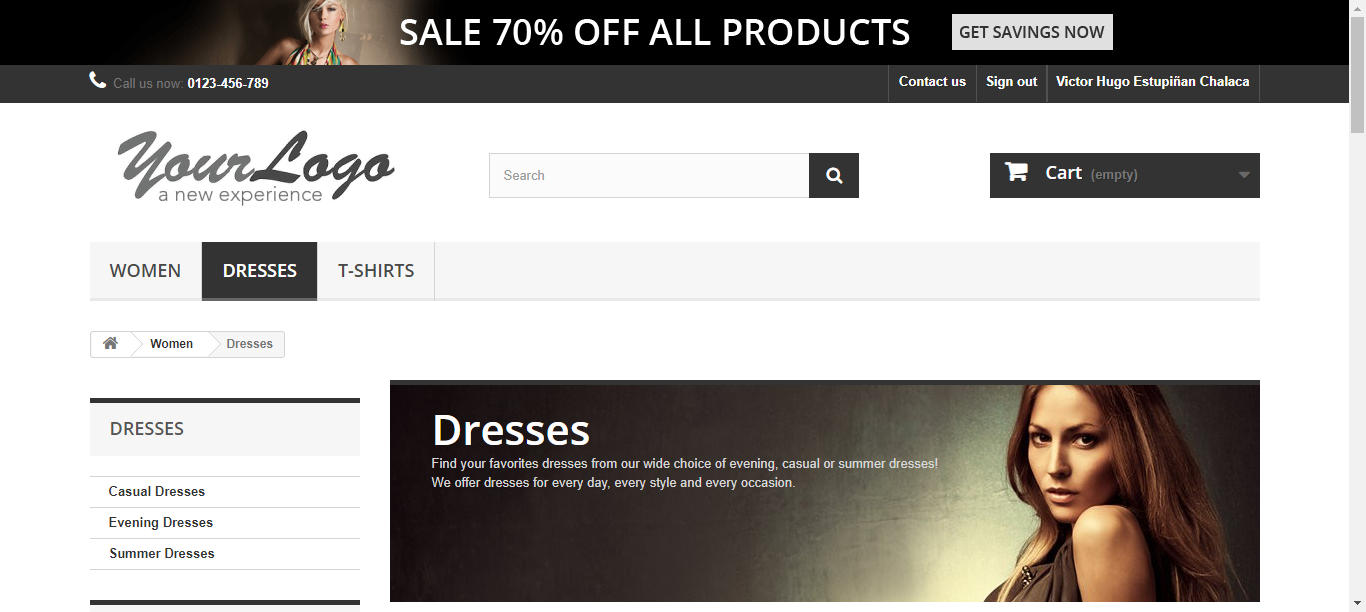 SALE 70% OFF ALL PRODUCTS GET SAVINGS NOW
Call us now: 0123-456-789 Contact us Sign out Victor Hugo Estupiñan Chalaca
Your Logo
a new experience
Search
Cart (empty)
WOMEN DRESSES T-SHIRTS
Women Dresses
DRESSES
Casual Dresses
Evening Dresses
Summer Dresses
Dresses
Find your favorites dresses from our wide choice of evening, casual or summer dresses!
We offer dresses for every day, every style and every occasion.